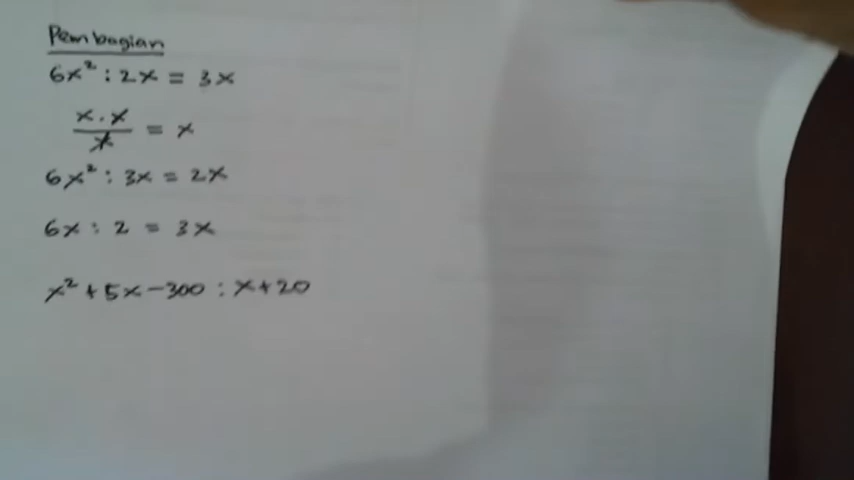 Pembagian
6x² : 2x = 3x
x . x / x = x
6x² : 3x = 2x
6x : 2 = 3x
x² + 5x - 300 : x + 20